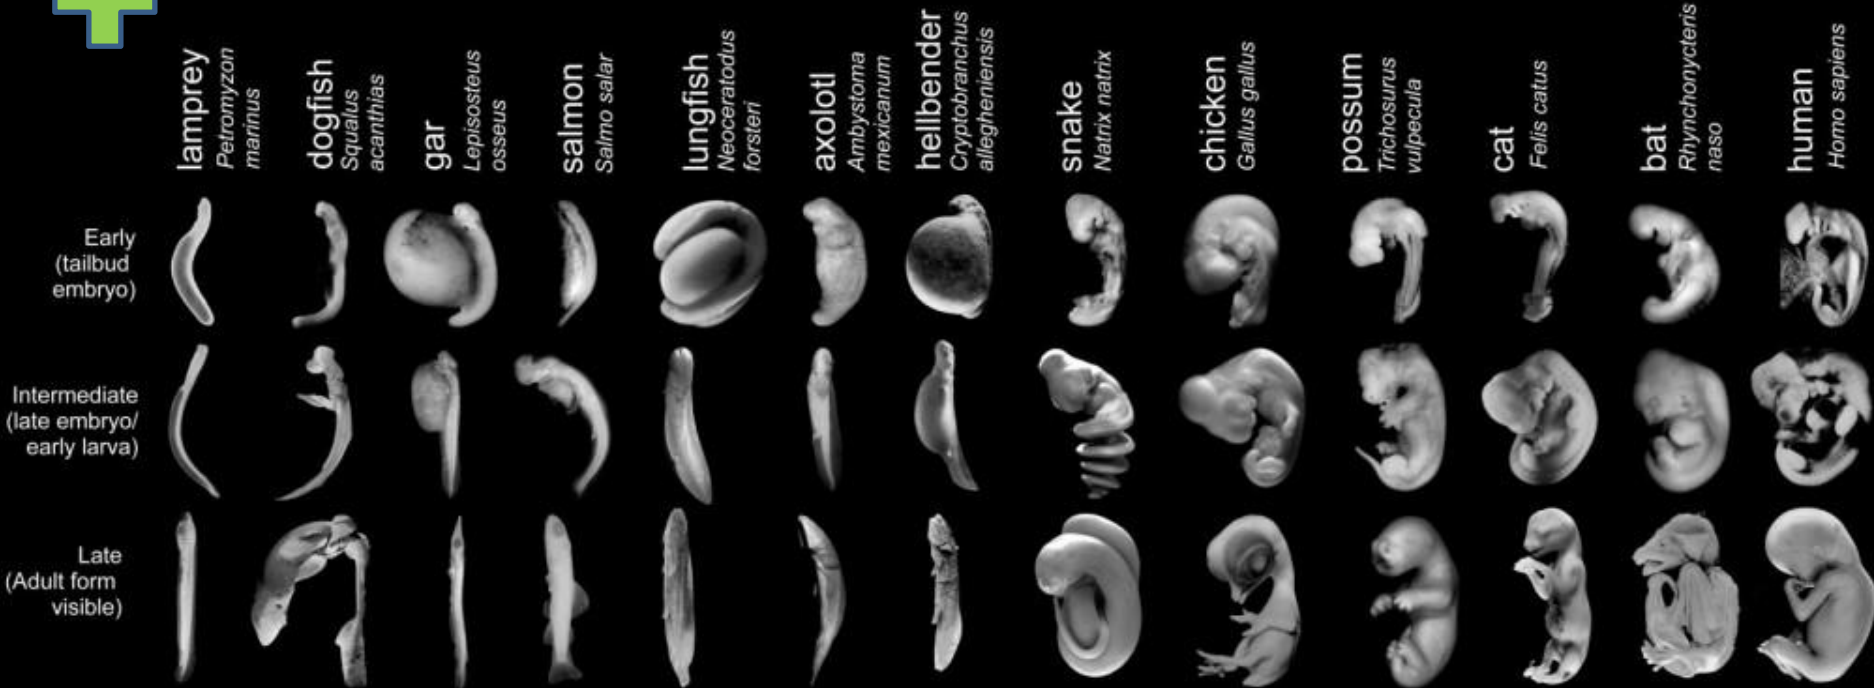 lamprey
Petromyzon
marinus
dogfish
Squalus
acanthias
gar
Lepisosteus
osseus
salmon
Salmo salar
lungfish
Neoceratodus
forsteri
axolotl
Ambystoma
mexicanum
hellbender
Cryptobranchus
allegheniensis
snake
Natrix natrix
chicken
Gallus gallus
possum
Trichosurus
vulpecula
cat
Felis catus
bat
Rhynchonycteris
naso
human
Homo sapiens
Early
(tailbud
embryo)
Intermediate
(late embryo/
early larva)
Late
(Adult form
visible)